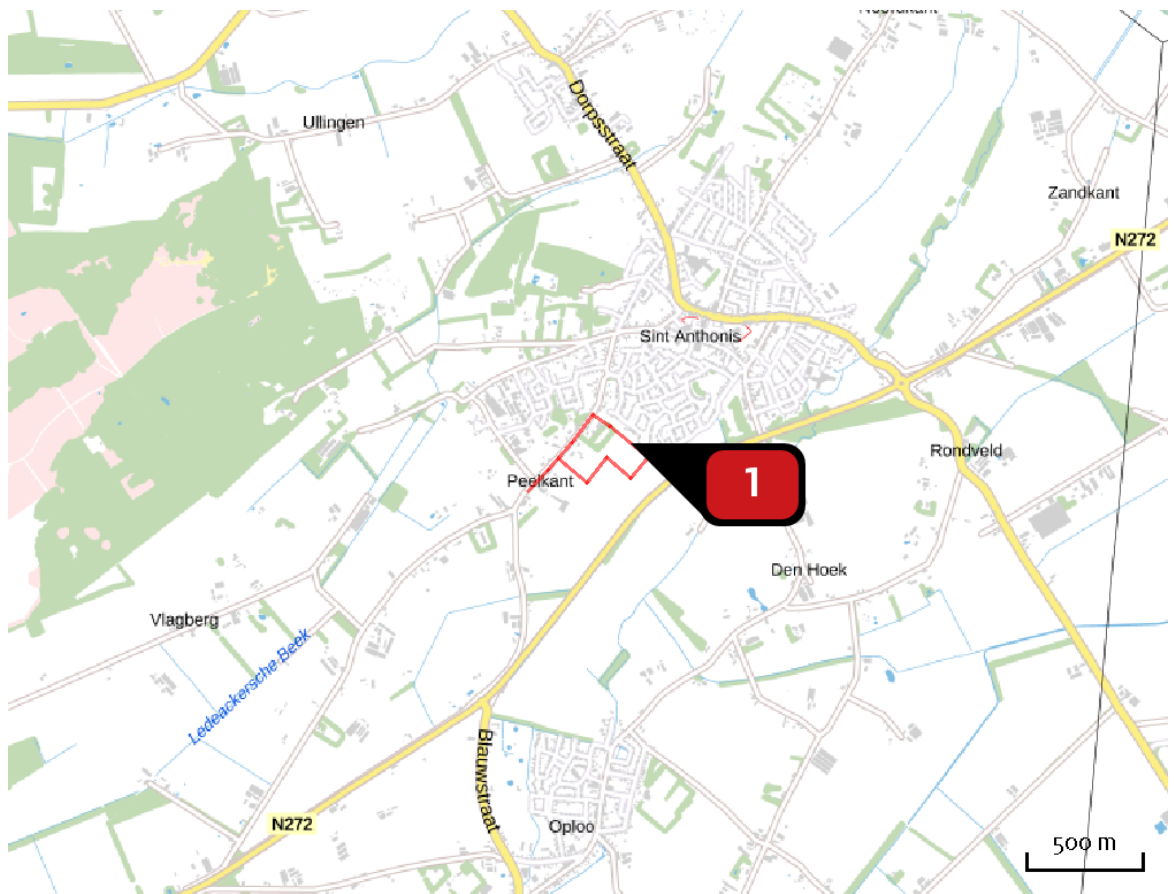 Ullingen
Dorpsstraat
Zandkant
N272
Sint Anthonis
Rondveld
Peelkant
1
Den Hoek
Vlagberg
Ledeackersche Beek
Blauwstraat
N272
Oploo
500 m